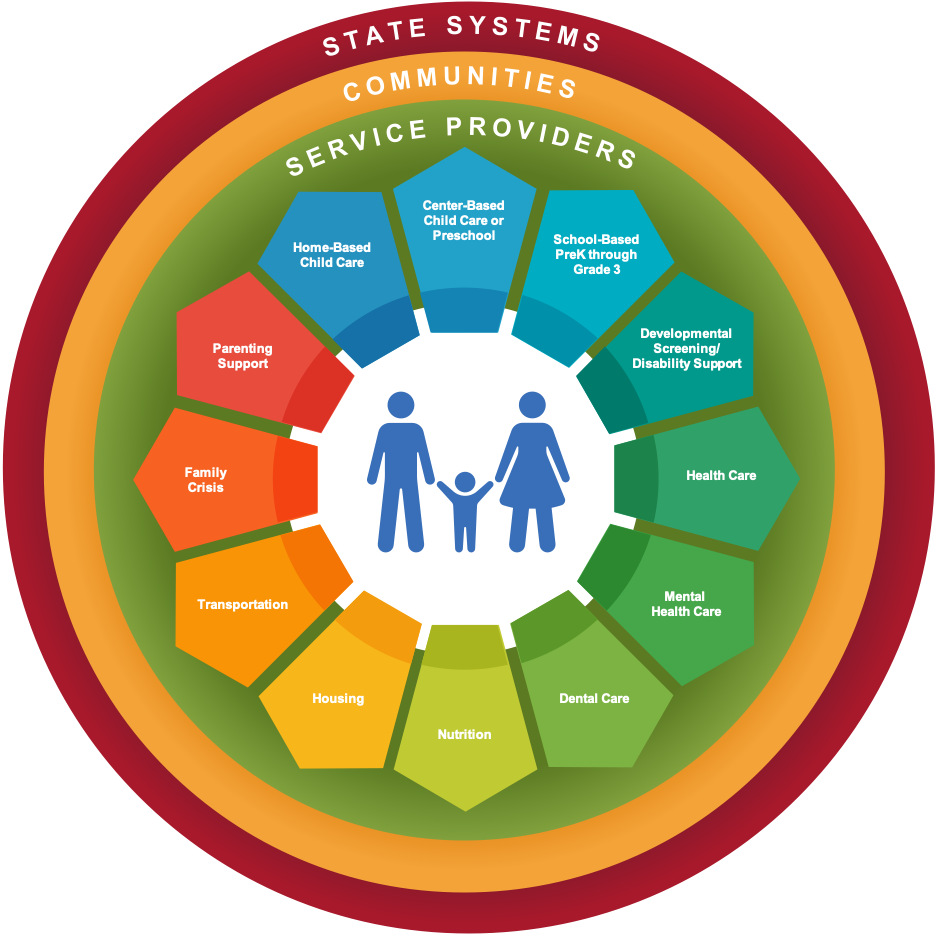 STATE SYSTEMS
COMMUNITIES
SERVICE PROVIDERS
Center-Based
Child Care or
Preschool
School-Based
PreK through
Grade 3
Developmental
Screening/
Disability Support
Health Care
Mental
Health Care
Dental Care
Nutrition
Housing
Transportation
Family
Crisis
Parenting
Support
Home-Based
Child Care